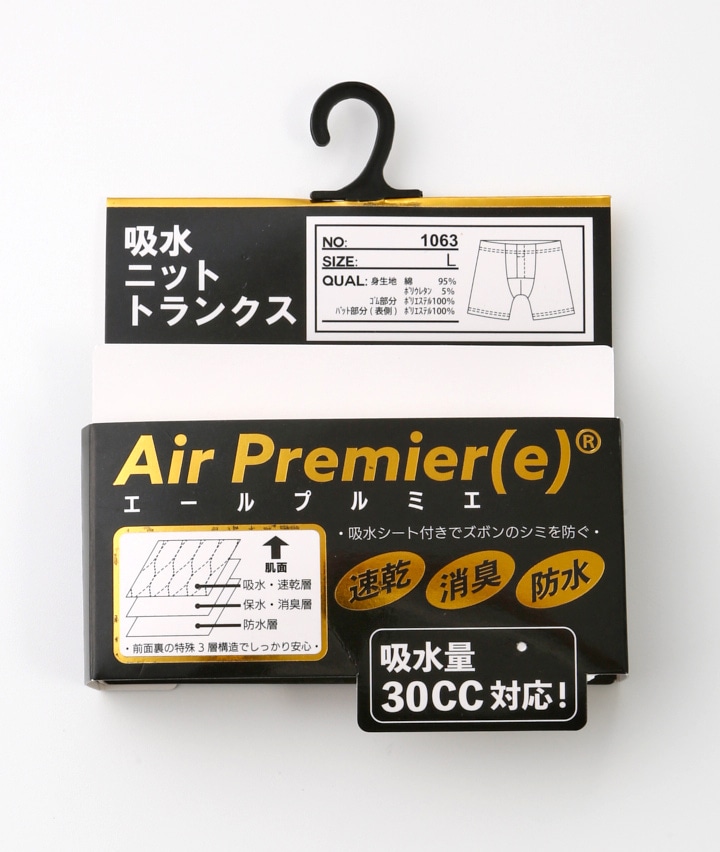 吸水
ニット
トランクス
NO: 1063
SIZE: L
QUAL: 身生地 綿 95%
ﾎﾟﾘｳﾚﾀﾝ 5%
ゴム部分 ﾎﾟﾘｴｽﾃﾙ100%
ﾊﾟｯﾄ部分(表側) ﾎﾟﾘｴｽﾃﾙ100%
Air Premier(e)®
エールプルミエ
・吸水シート付きでズボンのシミを防ぐ・
速乾 消臭 防水
肌面
吸水・速乾層
保水・消臭層
防水層
・前面裏の特殊3層構造でしっかり安心・
吸水量
30CC対応!